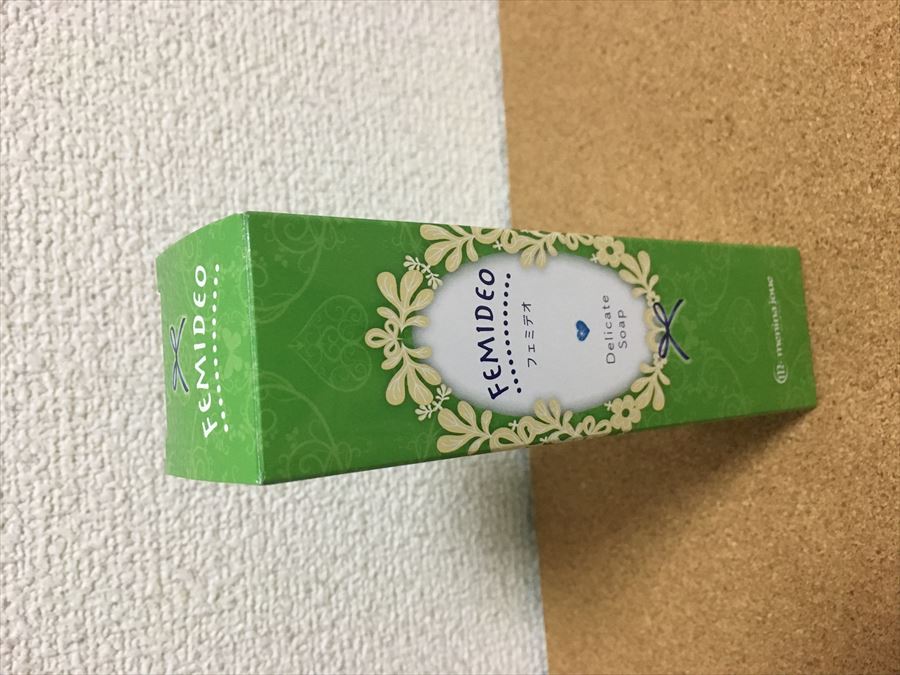 FEMIDEO
FEMIDEO
フェミデオ
Delicate
Soap
menina joue